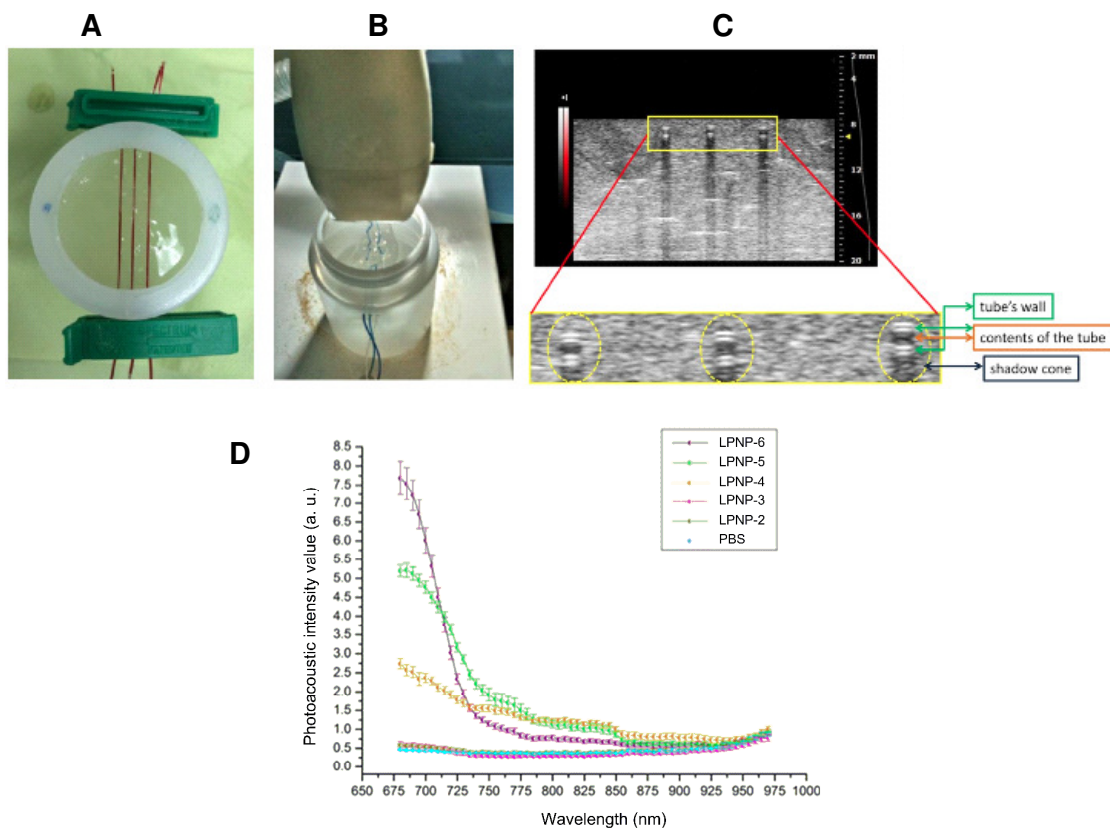 A
B
C
SPECTRUM
PATENTED
2 mm
4
8
12
16
20
tube's wall
contents of the tube
shadow cone
D
Photoacoustic intensity value (a. u.)
8.5
8.0
7.5
7.0
6.5
6.0
5.5
5.0
4.5
4.0
3.5
3.0
2.5
2.0
1.5
1.0
0.5
0.0
LPNP-6
LPNP-5
LPNP-4
LPNP-3
LPNP-2
PBS
650 675 700 725 750 775 800 825 850 875 900 925 950 975 1000
Wavelength (nm)